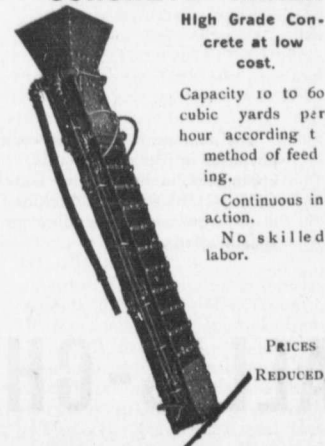 HIgh Grade Con-
crete at low
cost.
Capacity 10 to 60
cubic yards per
hour according t
method of feed
ing.
Continuous in
action.
No skilled
labor.
PRICES
REDUCED